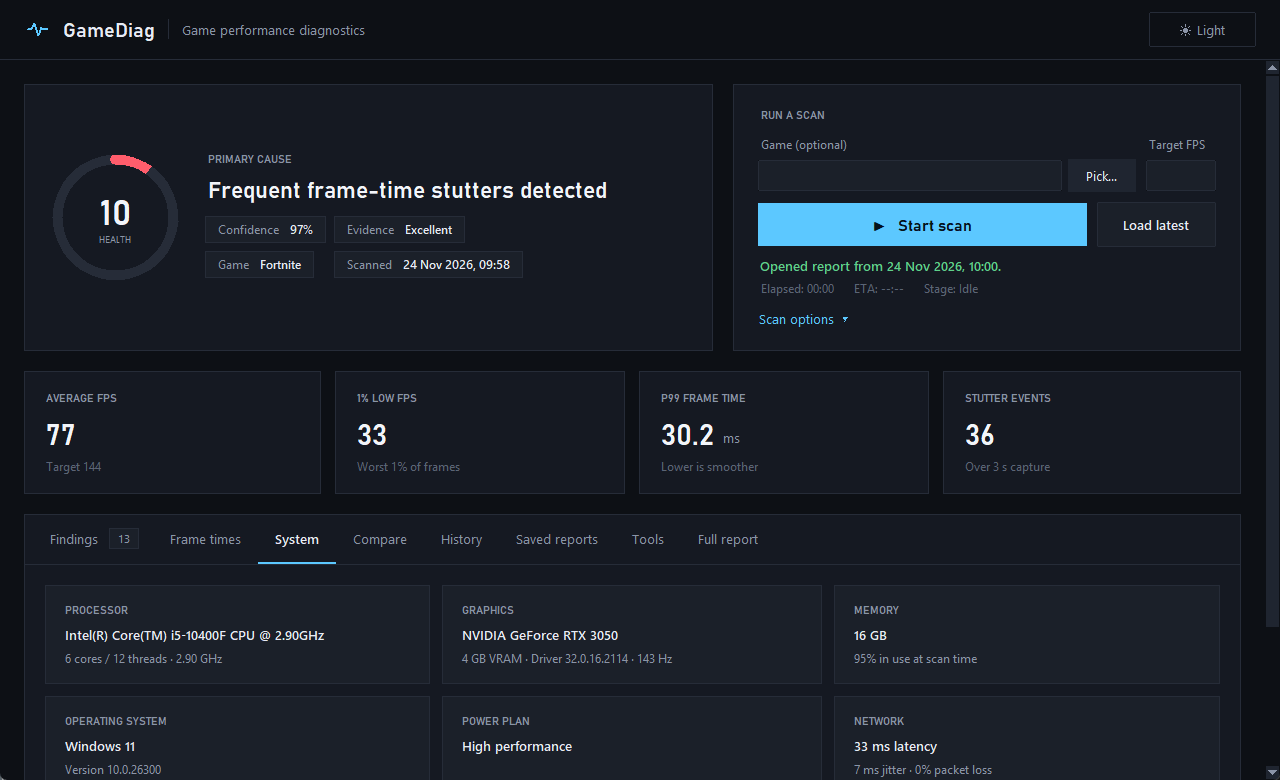 GameDiag
Game performance diagnostics
Light
PRIMARY CAUSE
Frequent frame-time stutters detected
10
HEALTH
Confidence 97%
Evidence Excellent
Game Fortnite
Scanned 24 Nov 2026, 09:58
RUN A SCAN
Game (optional)
Target FPS
Pick...
Start scan
Load latest
Opened report from 24 Nov 2026, 10:00.
Elapsed: 00:00
ETA: --:--
Stage: Idle
Scan options
AVERAGE FPS
77
Target 144
1% LOW FPS
33
Worst 1% of frames
P99 FRAME TIME
30.2 ms
Lower is smoother
STUTTER EVENTS
36
Over 3 s capture
Findings 13
Frame times
System
Compare
History
Saved reports
Tools
Full report
PROCESSOR
Intel(R) Core(TM) i5-10400F CPU @ 2.90GHz
6 cores / 12 threads · 2.90 GHz
GRAPHICS
NVIDIA GeForce RTX 3050
4 GB VRAM · Driver 32.0.16.2114 · 143 Hz
MEMORY
16 GB
95% in use at scan time
OPERATING SYSTEM
Windows 11
Version 10.0.26300
POWER PLAN
High performance
NETWORK
33 ms latency
7 ms jitter · 0% packet loss